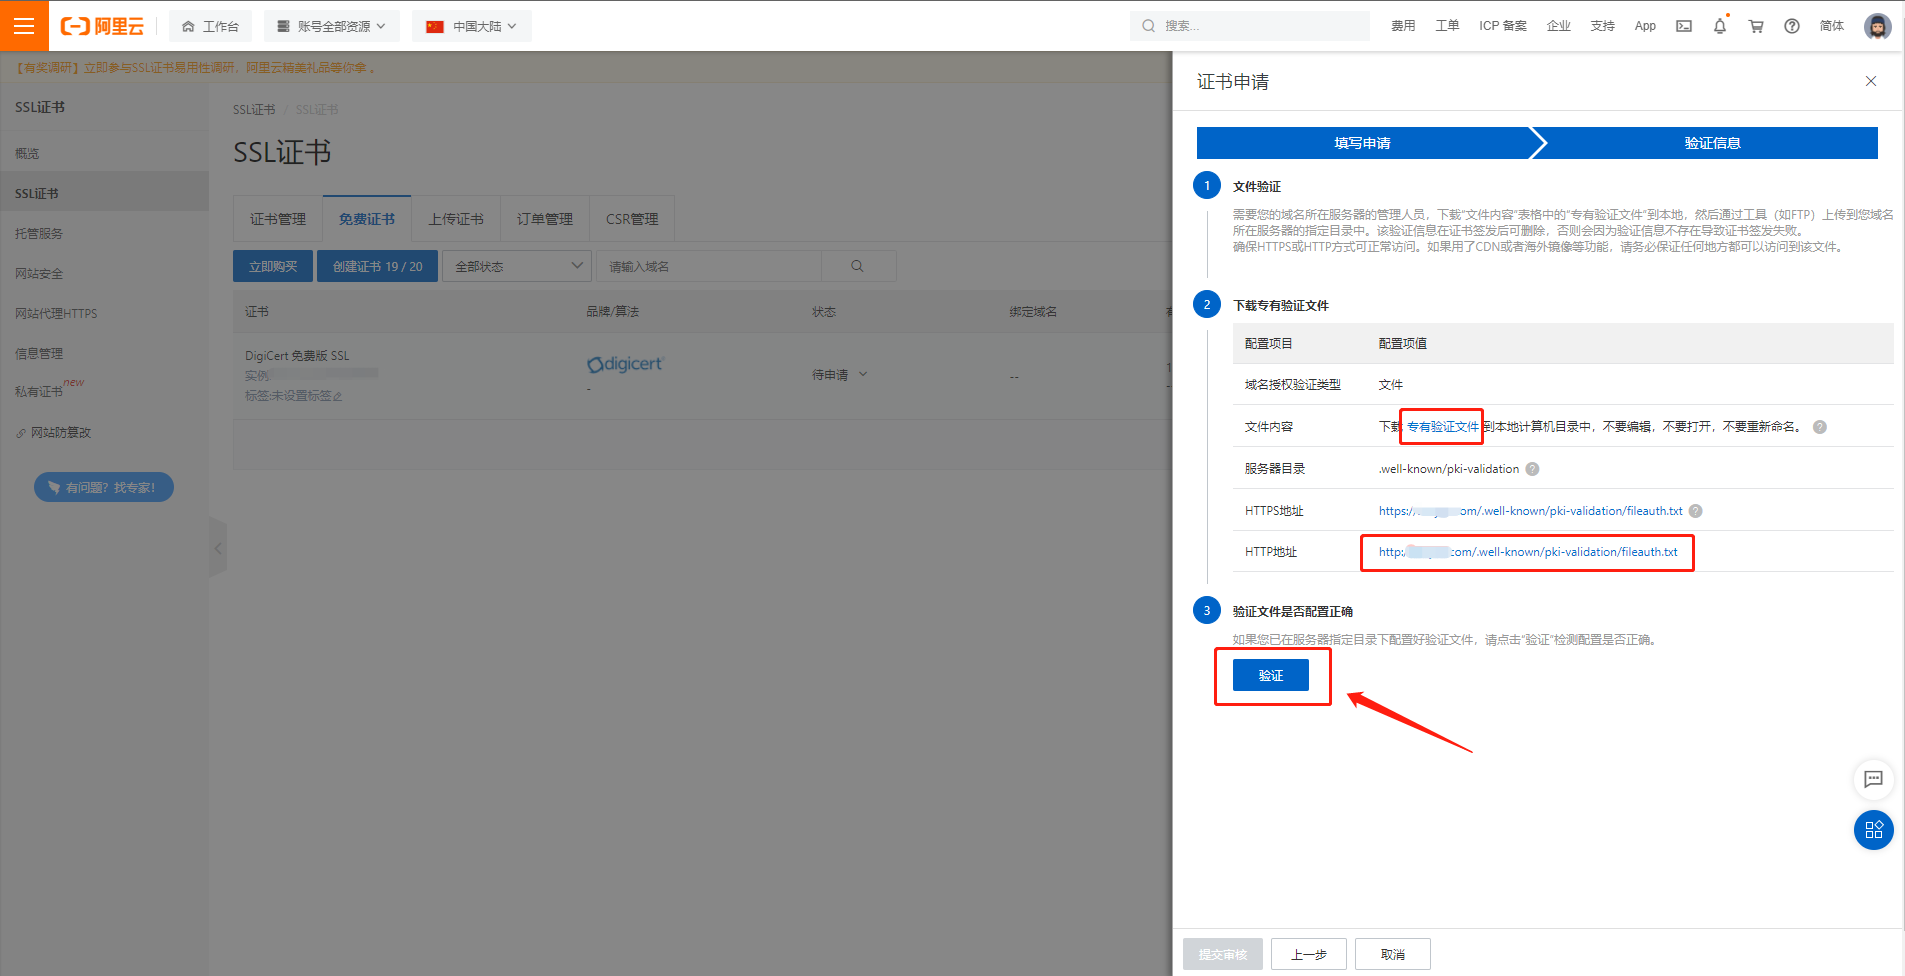 阿里云
工作台
账号全部资源
中国大陆
搜索...
费用
工单
ICP 备案
企业
支持
App
简体
【有奖调研】立即参与SSL证书易用性调研，阿里云精美礼品等你拿 。
SSL证书
概览
SSL证书
托管服务
网站安全
网站代理HTTPS
信息管理
私有证书 new
网站防篡改
有问题？找专家！
SSL证书 / SSL证书
SSL证书
证书管理
免费证书
上传证书
订单管理
CSR管理
立即购买
创建证书 19 / 20
全部状态
请输入域名
证书
品牌/算法
状态
绑定域名
DigiCert 免费版 SSL
实例
标签:未设置标签
digicert
-
待申请
--
证书申请
填写申请
验证信息
1
文件验证
需要您的域名所在服务器的管理人员，下载"文件内容"表格中的"专有验证文件"到本地，然后通过工具（如FTP）上传到您域名
所在服务器的指定目录中。该验证信息在证书签发后可删除，否则会因为验证信息不存在导致证书签发失败。
确保HTTPS或HTTP方式可正常访问。如果用了CDN或者海外镜像等功能，请务必保证任何地方都可以访问到该文件。
2
下载专有验证文件
配置项目
配置项值
域名授权验证类型
文件
文件内容
下载 专有验证文件 到本地计算机目录中，不要编辑，不要打开，不要重新命名。
服务器目录
.well-known/pki-validation
HTTPS地址
https:/ om/.well-known/pki-validation/fileauth.txt
HTTP地址
http:/ com/.well-known/pki-validation/fileauth.txt
3
验证文件是否配置正确
如果您已在服务器指定目录下配置好验证文件，请点击"验证"检测配置是否正确。
验证
提交审核
上一步
取消